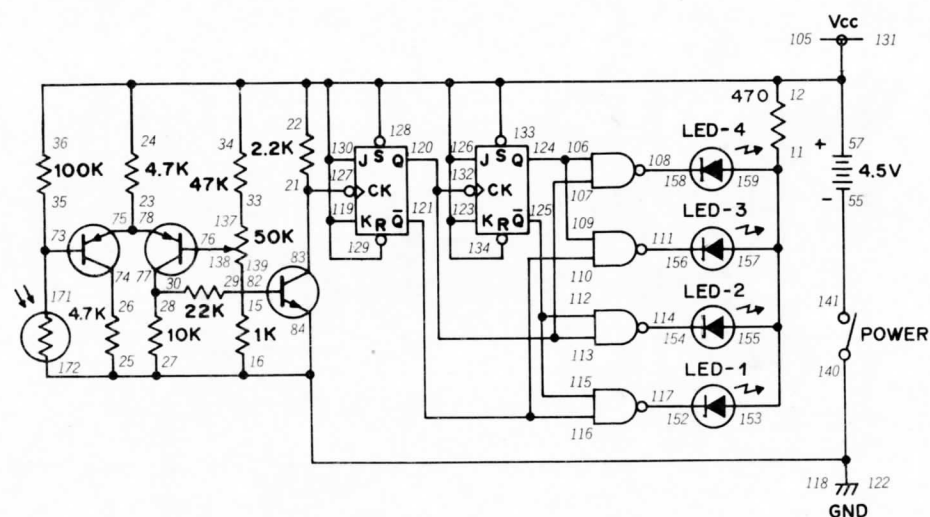 Vcc
105 131
36 24 34 22 128 133 470 12
100K 4.7K 47K 2.2K
130 J S Q 120 126 J S Q 124 106 LED-4 + 57
127 CK 132 CK 108 158 159 11 4.5V
35 23 33 21 107 - 55
119 K R Q̅ 121 123 K R Q̅ 125 109 LED-3
129 134 111 156 157
73 75 78 76 137 50K 110
138 139 83
74 77 30 29 82 112 LED-2 141
171 26 28 22K 15 84 114 154 155 POWER
4.7K 10K 1K 113 140
172 25 27 16 115 LED-1
117 152 153
116
118 122
GND